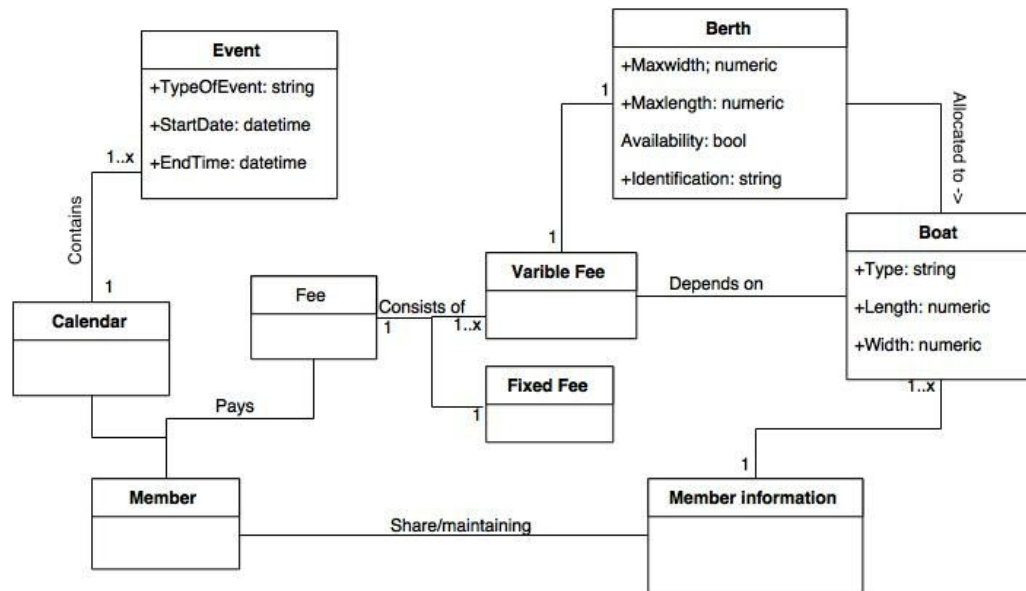 Event
+TypeOfEvent: string
+StartDate: datetime
+EndTime: datetime
1..x
Contains
1
Calendar
Berth
+Maxwidth; numeric
+Maxlength: numeric
Availability: bool
+Identification: string
1
Allocated to ->
1
Varible Fee
Depends on
Boat
+Type: string
+Length: numeric
+Width: numeric
1..x
Fee
Consists of
1
1..x
Fixed Fee
1
Pays
Member
Share/maintaining
1
Member information